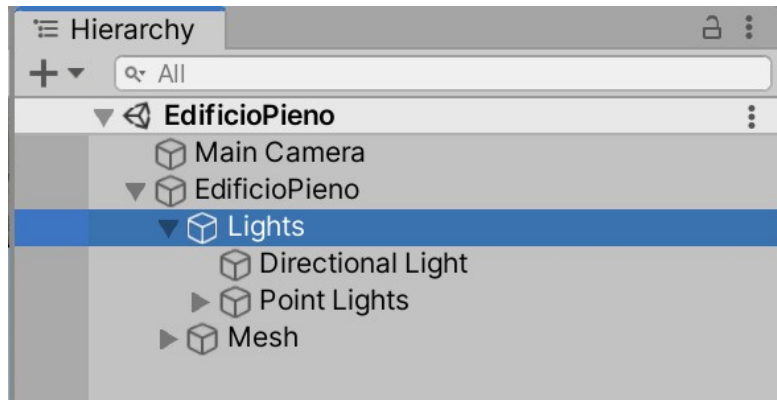 Hierarchy
All
EdificioPieno
Main Camera
EdificioPieno
Lights
Directional Light
Point Lights
Mesh